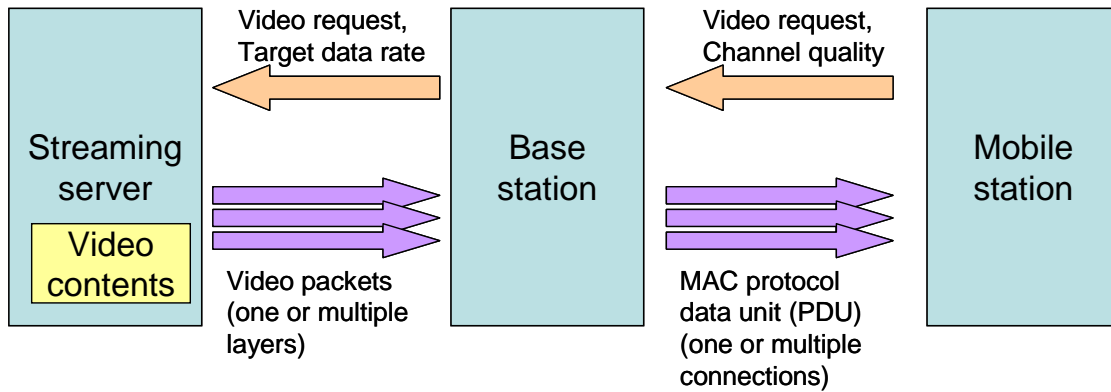 Video request,
Target data rate
Video request,
Channel quality
Streaming
server
Base
station
Mobile
station
Video
contents
Video packets
(one or multiple
layers)
MAC protocol
data unit (PDU)
(one or multiple
connections)